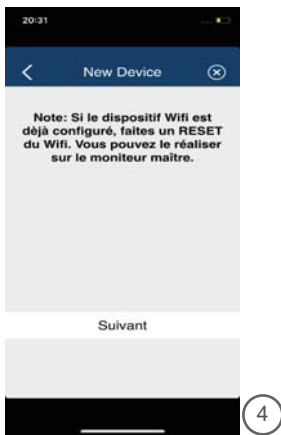 20:31
New Device
Note: Si le dispositif Wifi est
dèjà configuré, faites un RESET
du Wifi. Vous pouvez le réaliser
sur le moniteur maître.
Suivant
4